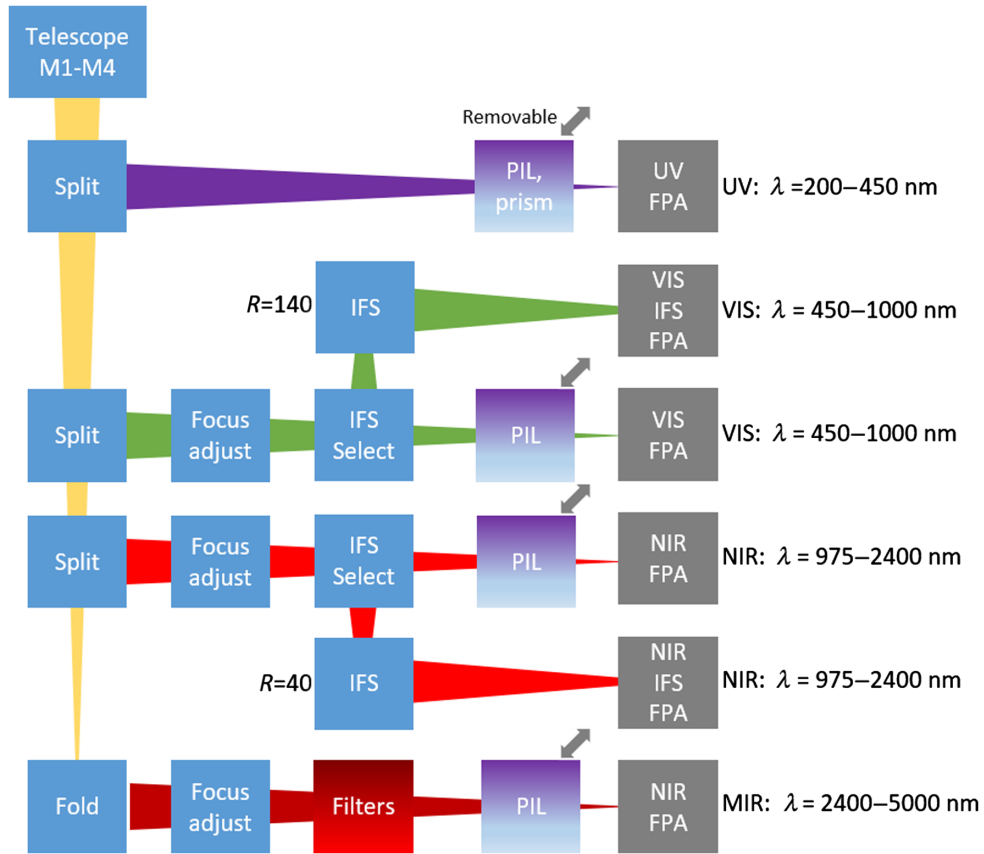 Telescope
M1-M4
Removable
Split
PIL,
prism
UV
FPA
UV: λ =200–450 nm
R=140
IFS
VIS
IFS
FPA
VIS: λ = 450–1000 nm
Split
Focus
adjust
IFS
Select
PIL
VIS
FPA
VIS: λ = 450–1000 nm
Split
Focus
adjust
IFS
Select
PIL
NIR
FPA
NIR: λ = 975–2400 nm
R=40
IFS
NIR
IFS
FPA
NIR: λ = 975–2400 nm
Fold
Focus
adjust
Filters
PIL
NIR
FPA
MIR: λ = 2400–5000 nm